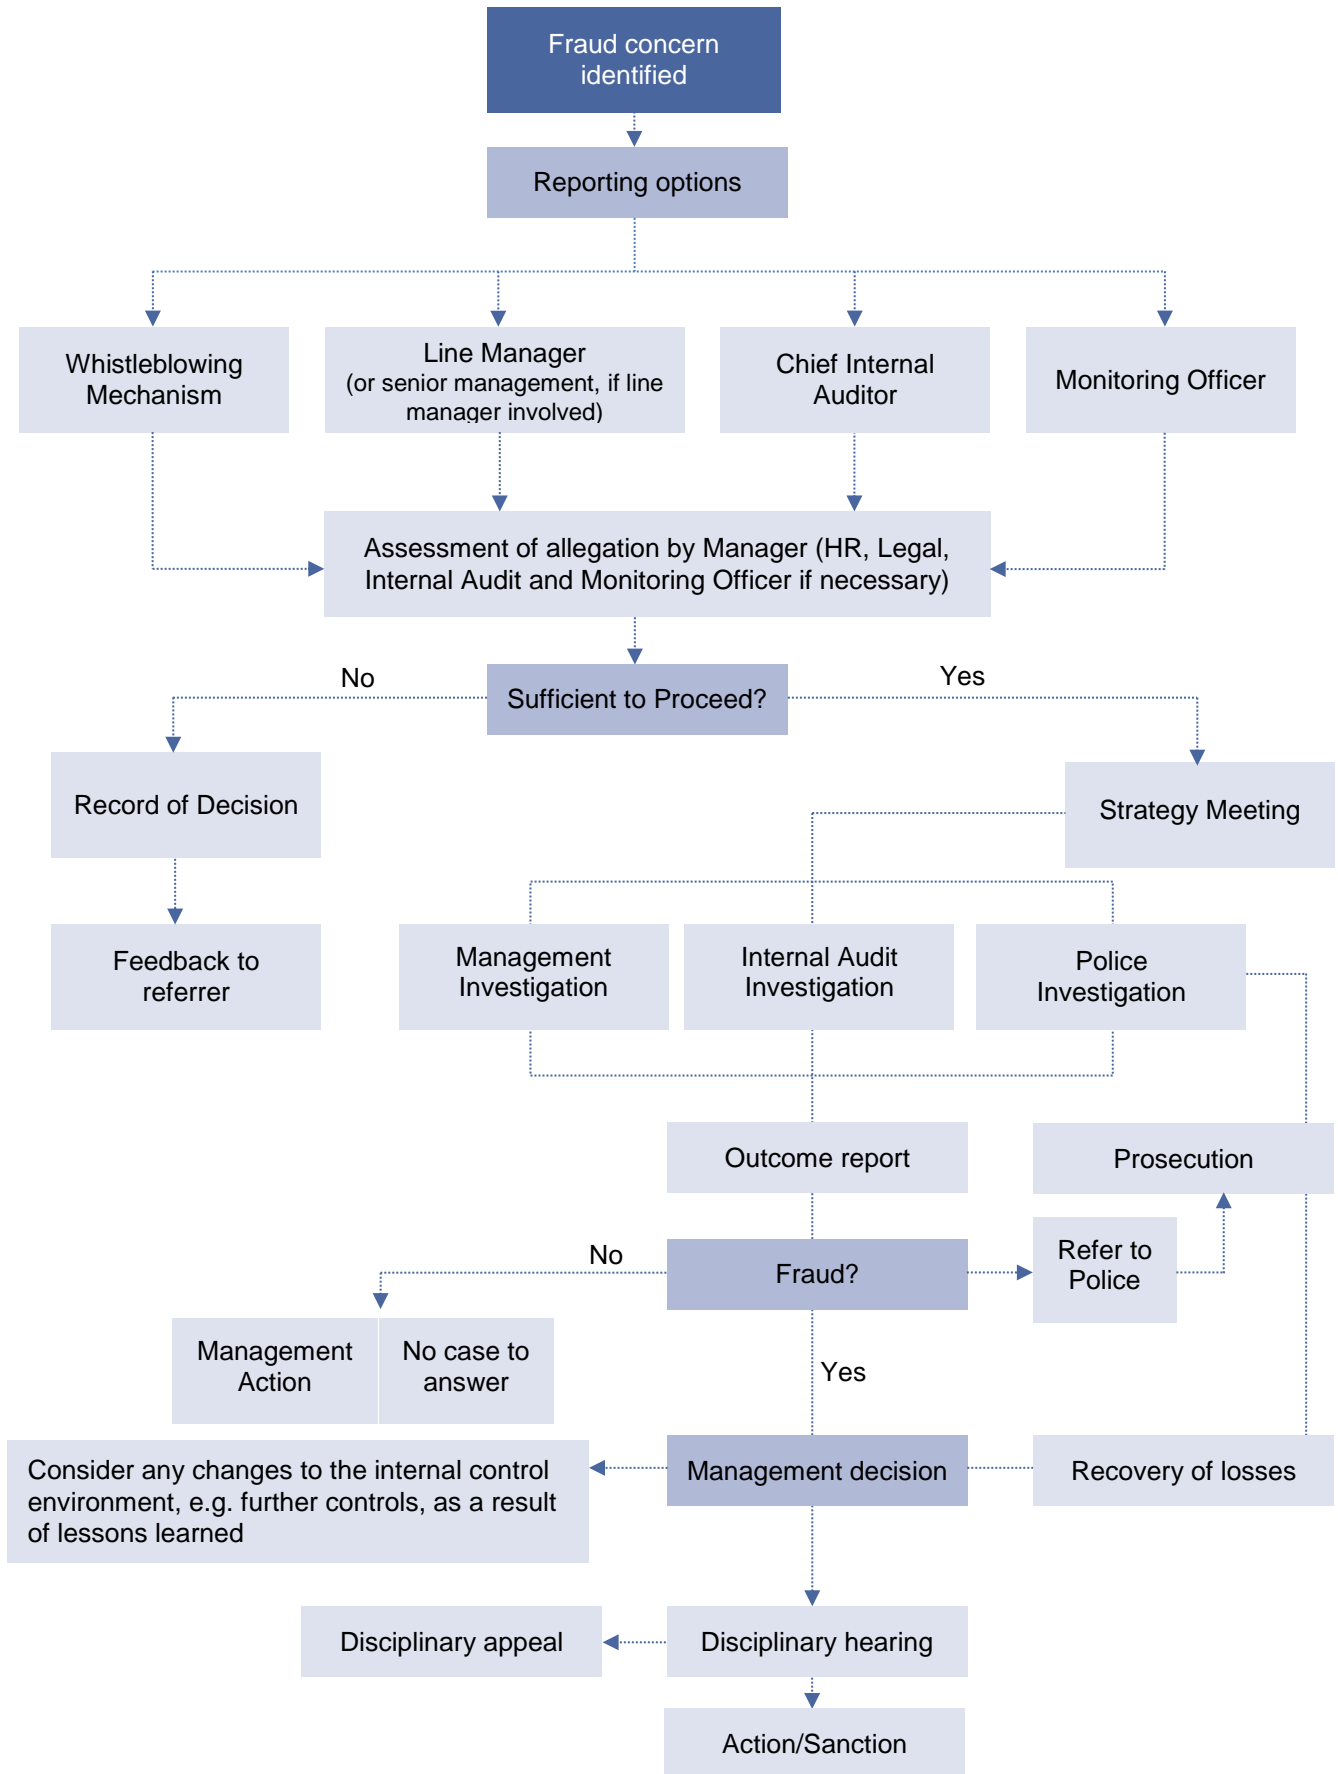 Fraud concern
identified
Reporting options
Whistleblowing
Mechanism
Line Manager
(or senior management, if line
manager involved)
Chief Internal
Auditor
Monitoring Officer
Assessment of allegation by Manager (HR, Legal,
Internal Audit and Monitoring Officer if necessary)
No
Sufficient to Proceed?
Yes
Record of Decision
Strategy Meeting
Feedback to
referrer
Management
Investigation
Internal Audit
Investigation
Police
Investigation
Outcome report
Prosecution
No
Fraud?
Refer to
Police
Management
Action
No case to
answer
Yes
Consider any changes to the internal control
environment, e.g. further controls, as a result
of lessons learned
Management decision
Recovery of losses
Disciplinary appeal
Disciplinary hearing
Action/Sanction